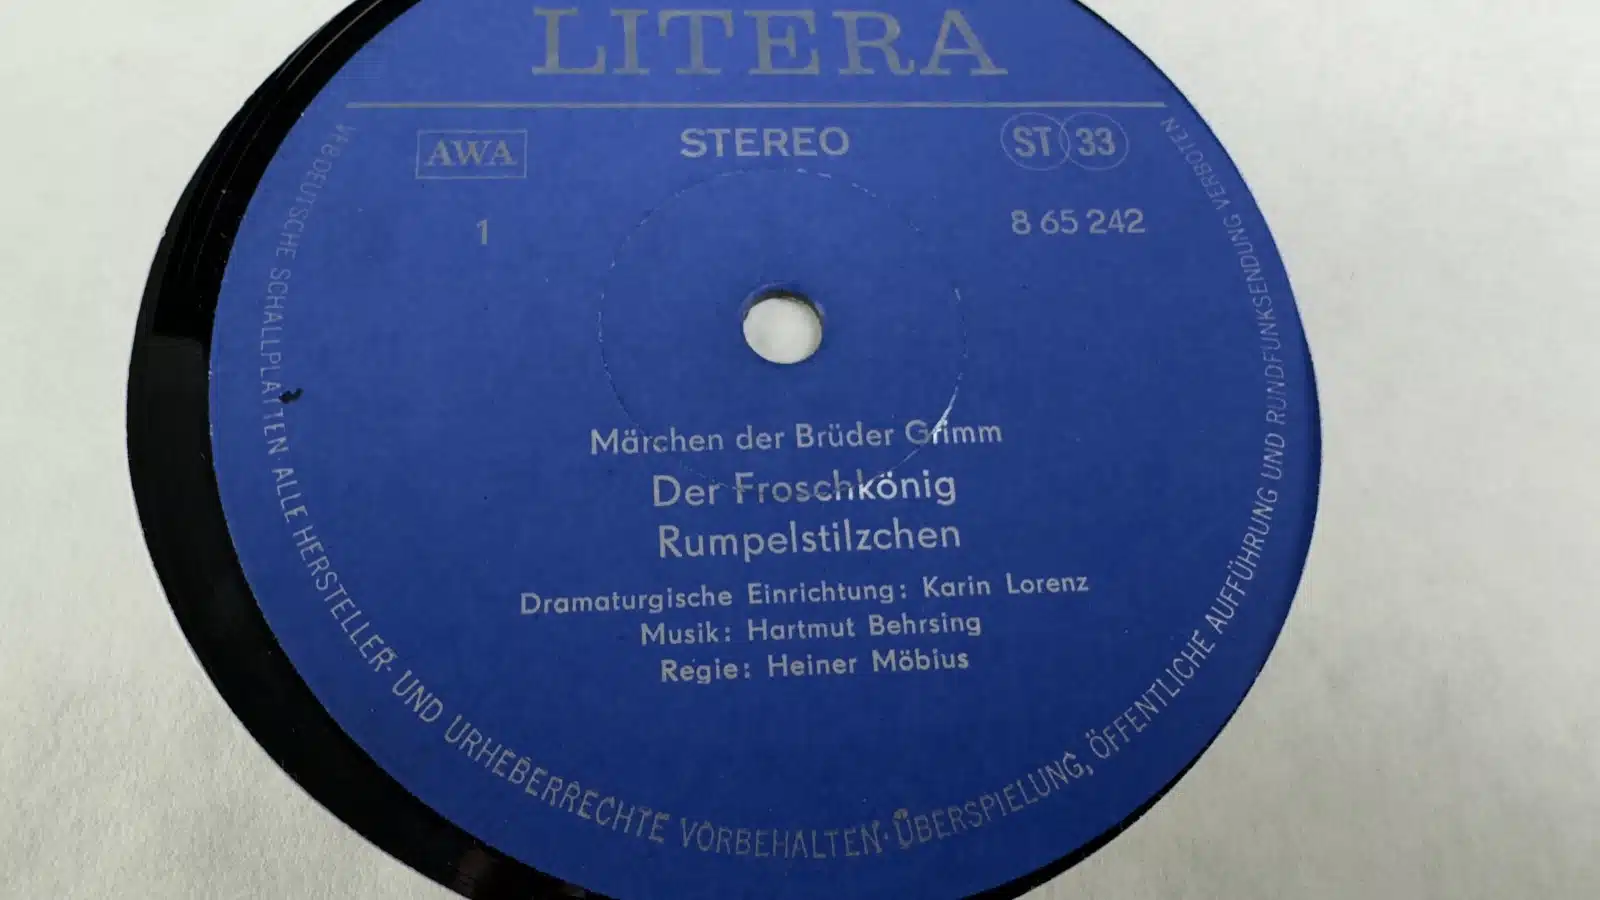 LITERA
AWA
STEREO
ST 33
1
8 65 242
Märchen der Brüder Grimm
Der Froschkönig
Rumpelstilzchen
Dramaturgische Einrichtung: Karin Lorenz
Musik: Hartmut Behrsing
Regie: Heiner Möbius
VEB DEUTSCHE SCHALLPLATTEN· ALLE HERSTELLER- UND URHEBERRECHTE VORBEHALTEN· ÜBERSPIELUNG, ÖFFENTLICHE AUFFÜHRUNG UND RUNDFUNKSENDUNG VERBOTEN